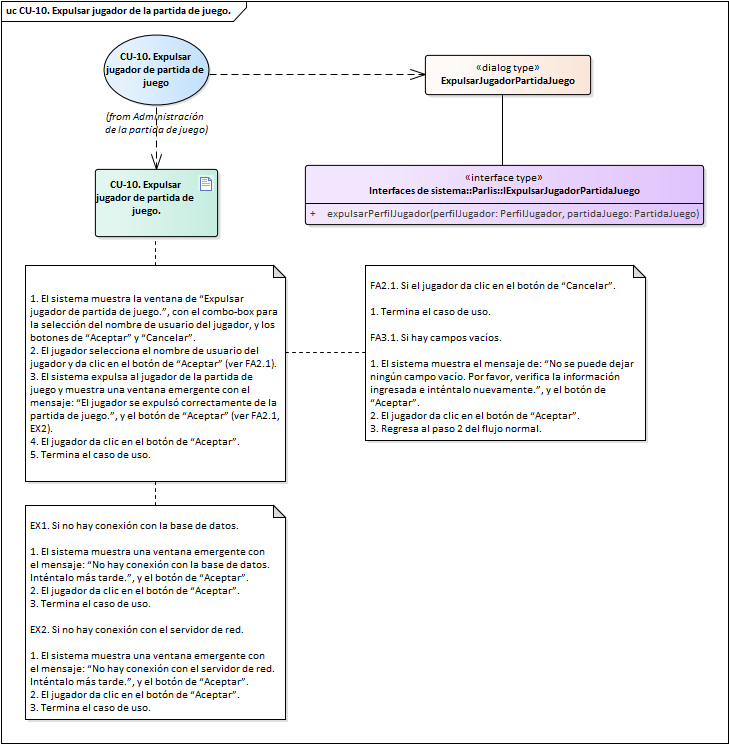 uc CU-10. Expulsar jugador de la partida de juego.
CU-10. Expulsar
jugador de partida de
juego
(from Administración
de la partida de juego)
«dialog type»
ExpulsarJugadorPartidaJuego
CU-10. Expulsar
jugador de partida de
juego.
«interface type»
Interfaces de sistema::Parlis::IExpulsarJugadorPartidaJuego
+ expulsarPerfilJugador(perfilJugador: PerfilJugador, partidaJuego: PartidaJuego)
1. El sistema muestra la ventana de “Expulsar
jugador de partida de juego.”, con el combo-box para
la selección del nombre de usuario del jugador, y los
botones de “Aceptar” y “Cancelar”.
2. El jugador selecciona el nombre de usuario del
jugador y da clic en el botón de “Aceptar” (ver FA2.1).
3. El sistema expulsa al jugador de la partida de
juego y muestra una ventana emergente con el
mensaje: “El jugador se expulsó correctamente de la
partida de juego.”, y el botón de “Aceptar” (ver FA2.1,
EX2).
4. El jugador da clic en el botón de “Aceptar”.
5. Termina el caso de uso.
FA2.1. Si el jugador da clic en el botón de “Cancelar”.
1. Termina el caso de uso.
FA3.1. Si hay campos vacíos.
1. El sistema muestra el mensaje de: “No se puede dejar
ningún campo vacío. Por favor, verifica la información
ingresada e inténtalo nuevamente.”, y el botón de
“Aceptar”.
2. El jugador da clic en el botón de “Aceptar”.
3. Regresa al paso 2 del flujo normal.
EX1. Si no hay conexión con la base de datos.
1. El sistema muestra una ventana emergente con
el mensaje: “No hay conexión con la base de datos.
Inténtalo más tarde.”, y el botón de “Aceptar”.
2. El jugador da clic en el botón de “Aceptar”.
3. Termina el caso de uso.
EX2. Si no hay conexión con el servidor de red.
1. El sistema muestra una ventana emergente con
el mensaje: “No hay conexión con el servidor de red.
Inténtalo más tarde.”, y el botón de “Aceptar”.
2. El jugador da clic en el botón de “Aceptar”.
3. Termina el caso de uso.